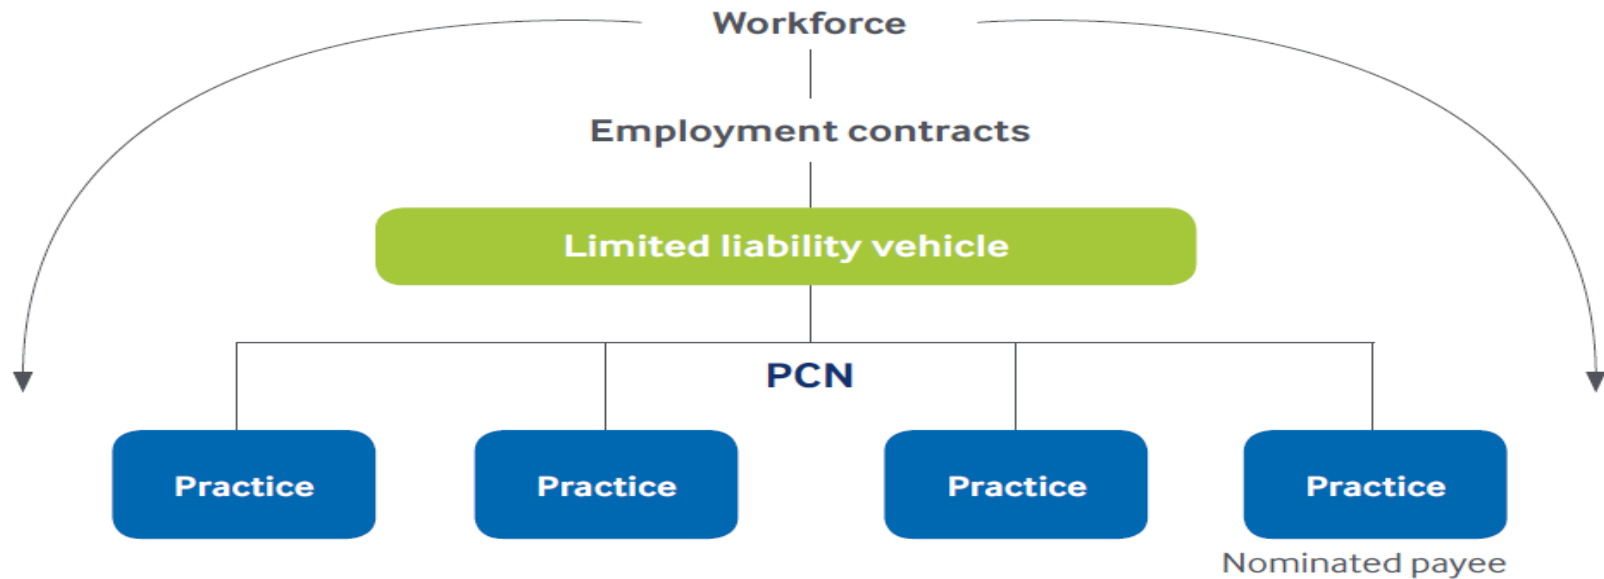 Workforce
Employment contracts
Limited liability vehicle
PCN
Practice
Practice
Practice
Practice
Nominated payee